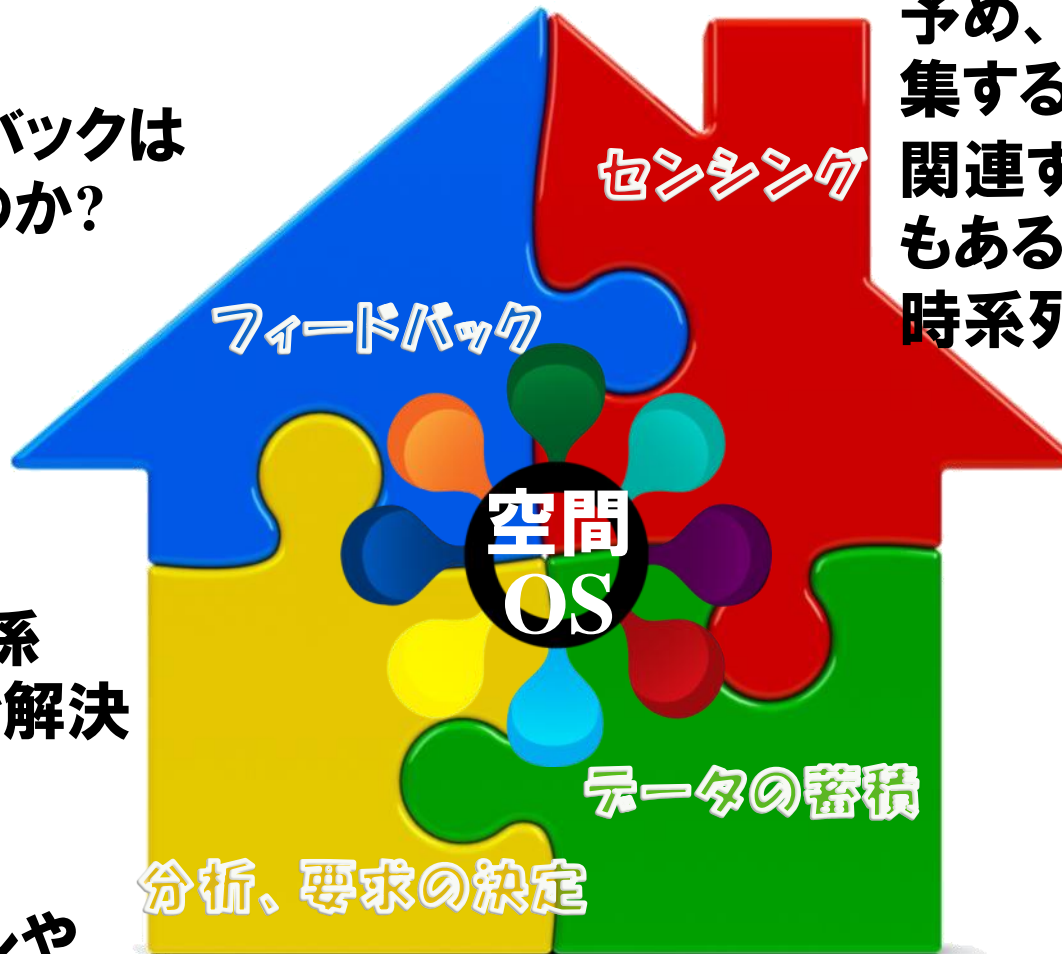 予め、
集する
関連す
もある
時系列
バックは
のか?
センシング
フィードバック
空間
OS
系
解決
データの蓄積
分析、要求の決定
ンや